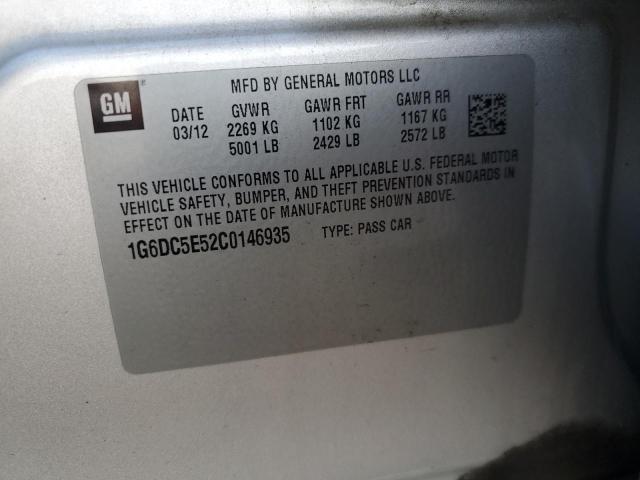 GM
MFD BY GENERAL MOTORS LLC
DATE GVWR GAWR FRT GAWR RR
03/12 2269 KG 1102 KG 1167 KG
5001 LB 2429 LB 2572 LB
THIS VEHICLE CONFORMS TO ALL APPLICABLE U.S. FEDERAL MOTOR
VEHICLE SAFETY, BUMPER, AND THEFT PREVENTION STANDARDS IN
EFFECT ON THE DATE OF MANUFACTURE SHOWN ABOVE.
1G6DC5E52C0146935 TYPE: PASS CAR